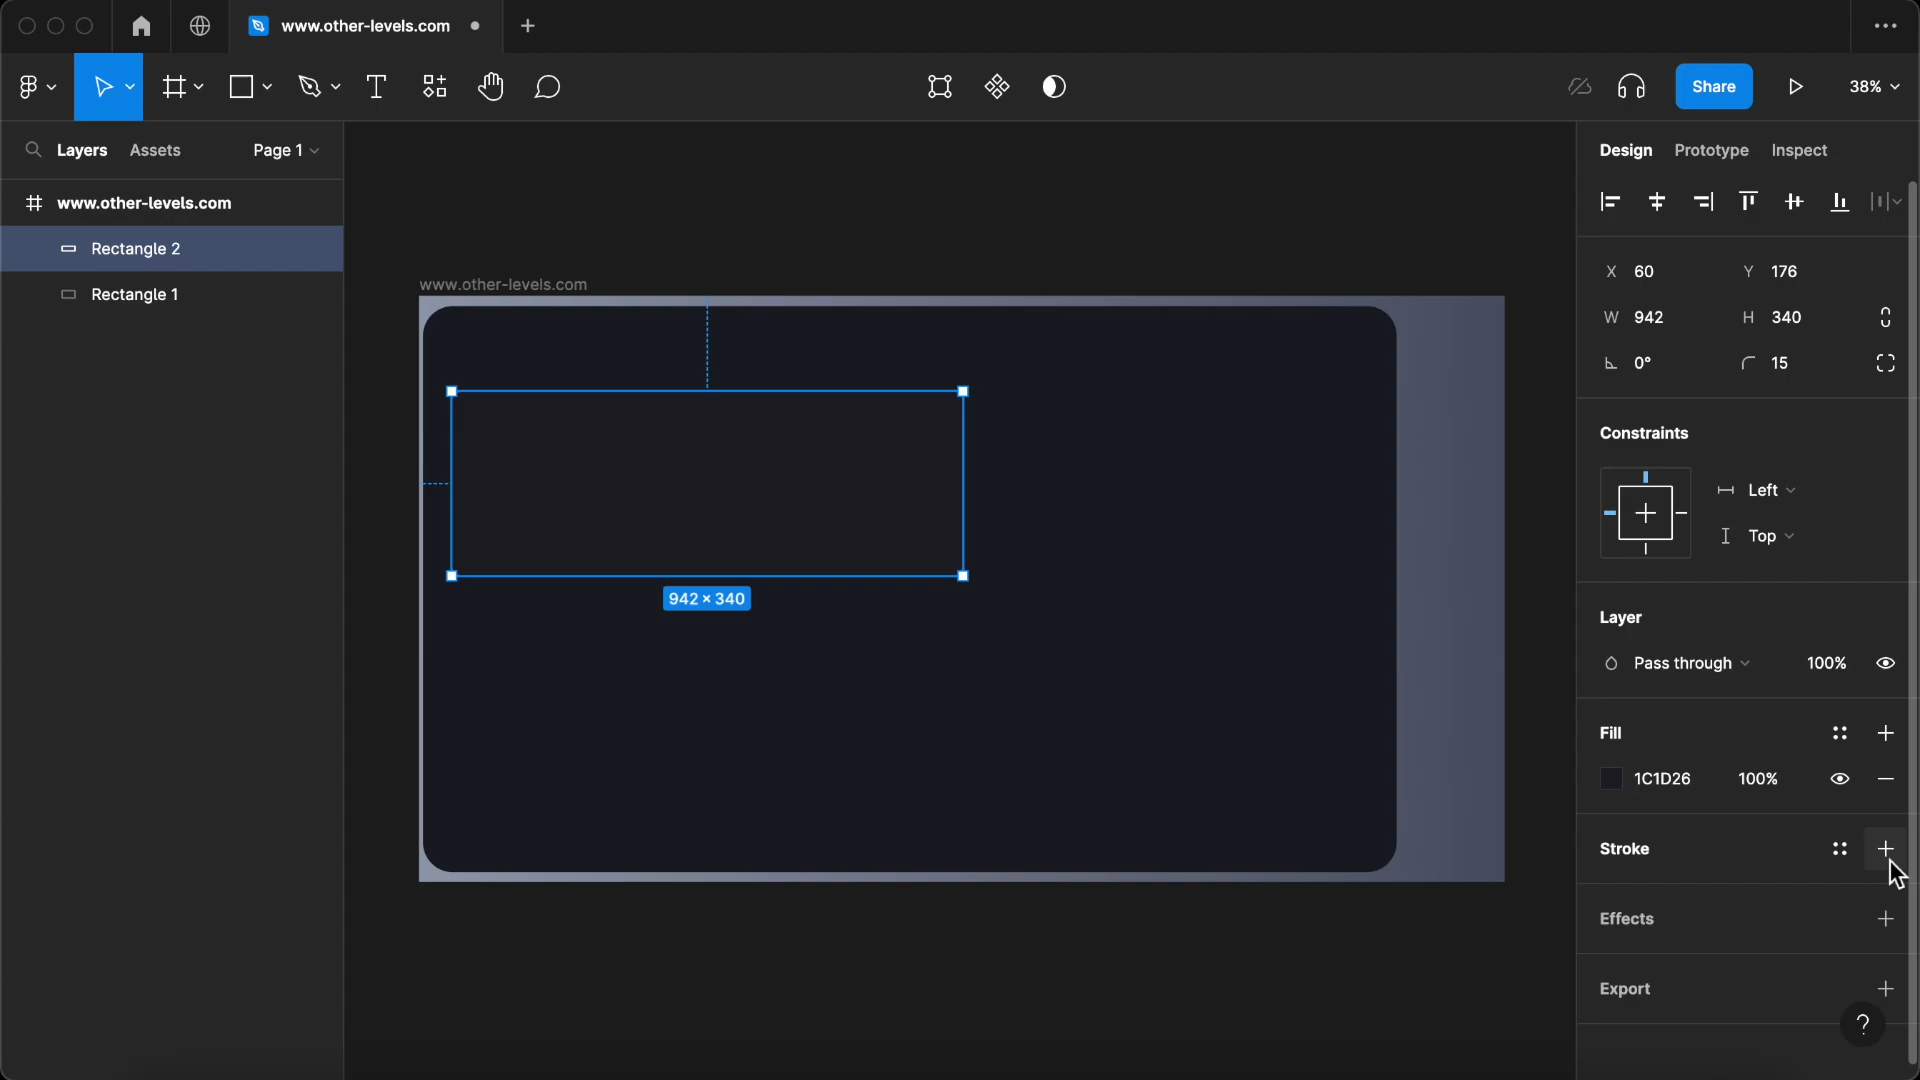 www.other-levels.com
Share
38%
Layers
Assets
Page 1
Design
Prototype
Inspect
www.other-levels.com
Rectangle 2
Rectangle 1
www.other-levels.com
942 × 340
X 60
Y 176
W 942
H 340
0°
15
Constraints
Left
Top
Layer
Pass through
100%
Fill
1C1D26
100%
Stroke
Effects
Export
?